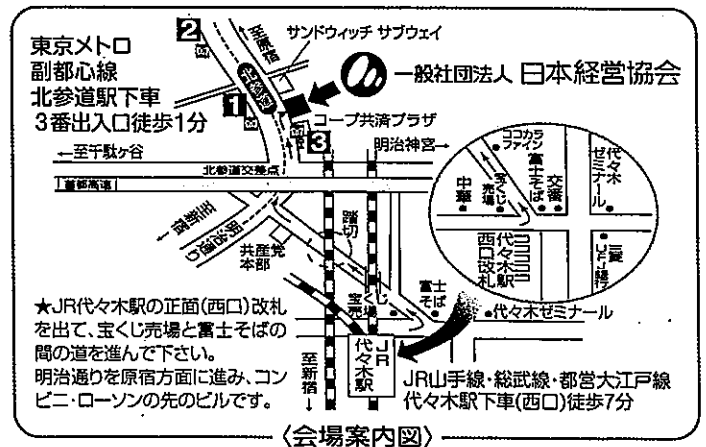 東京メトロ
副都心線
北参道駅下車
3番出入口徒歩1分
2
至原宿
サンドウィッチ サブウェイ
北参道
一般社団法人 日本経営協会
1
コープ共済プラザ
3
←至千駄ヶ谷
明治神宮→
北参道交差点
首都高速
至新宿
明治通り
共産党
本部
踏切
ココカラ
ファイン
代々木
ゼミナール
富士そば
交番
中華
宝くじ
売場
代々木駅
西口改札
三菱
UFJ銀行
宝くじ
売場
富士
そば
代々木ゼミナール
★JR代々木駅の正面(西口)改札
を出て、宝くじ売場と富士そばの
間の道を進んで下さい。
明治通りを原宿方面に進み、コン
ビニ・ローソンの先のビルです。
至新宿
JR
代々木駅
JR山手線・総武線・都営大江戸線
代々木駅下車(西口)徒歩7分
〈会場案内図〉